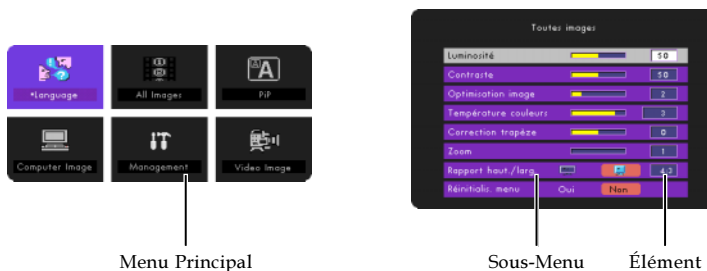 Toutes images
•Language All Images PiP
Computer Image Management Video Image
Luminosité 50
Contraste 50
Optimisation image 2
Température couleurs 3
Correction trapèze 0
Zoom 1
Rapport haut./larg 4:3
Réinitialis. menu Oui Non
Menu Principal Sous-Menu Élément